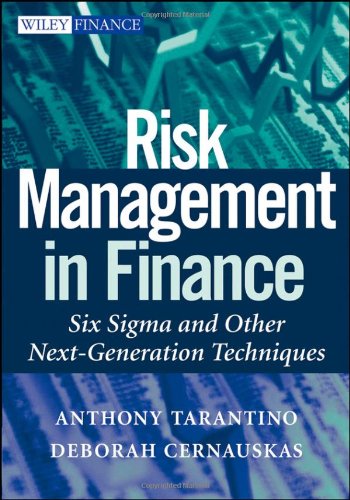 WILEY FINANCE
Risk
Management
in Finance
Six Sigma and Other
Next-Generation Techniques
ANTHONY TARANTINO
DEBORAH CERNAUSKAS